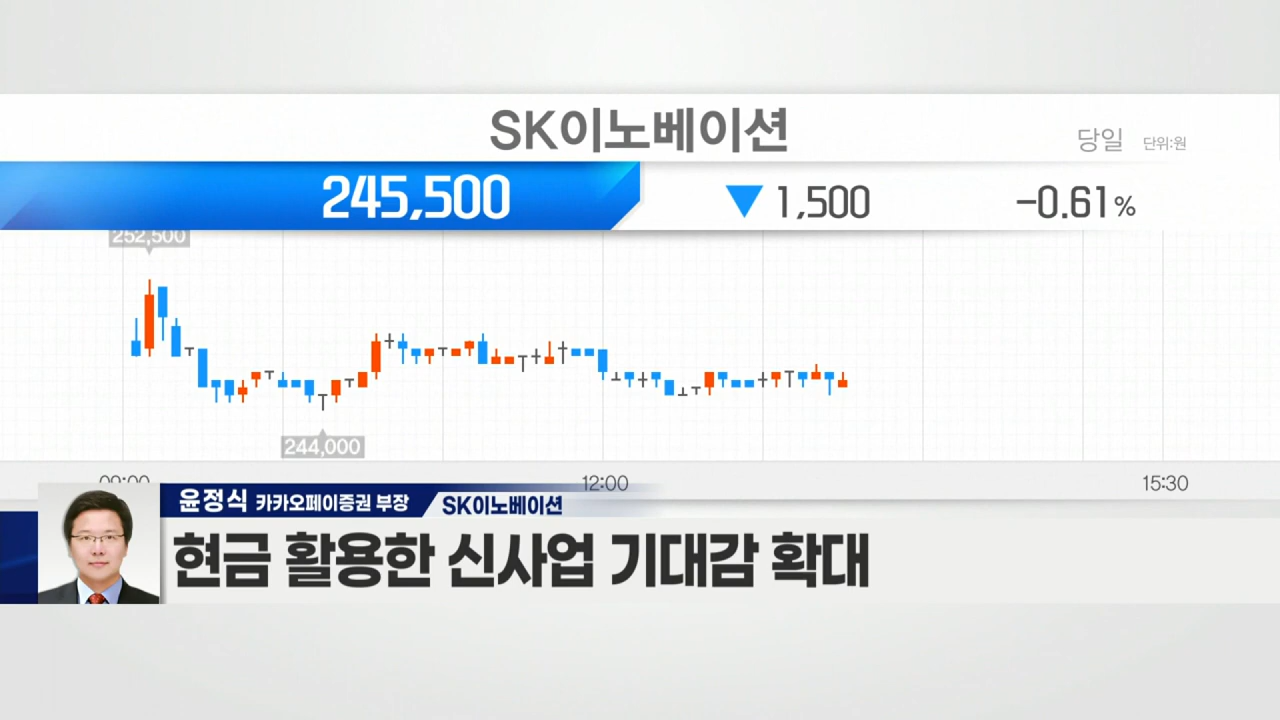 SK이노베이션
당일 단위:원
245,500 ▼ 1,500 -0.61%
252,500
244,000
09:00 12:00 15:30
윤정식 카카오페이증권 부장 SK이노베이션
현금 활용한 신사업 기대감 확대